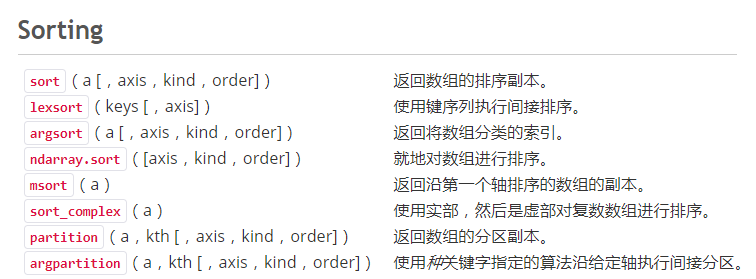 Sorting
sort ( a [ , axis , kind , order] ) 返回数组的排序副本。
lexsort ( keys [ , axis] ) 使用键序列执行间接排序。
argsort ( a [ , axis , kind , order] ) 返回将数组分类的索引。
ndarray.sort ( [axis , kind , order] ) 就地对数组进行排序。
msort ( a ) 返回沿第一个轴排序的数组的副本。
sort_complex ( a ) 使用实部，然后是虚部对复数数组进行排序。
partition ( a , kth [ , axis , kind , order] ) 返回数组的分区副本。
argpartition ( a , kth [ , axis , kind , order] ) 使用种关键字指定的算法沿给定轴执行间接分区。